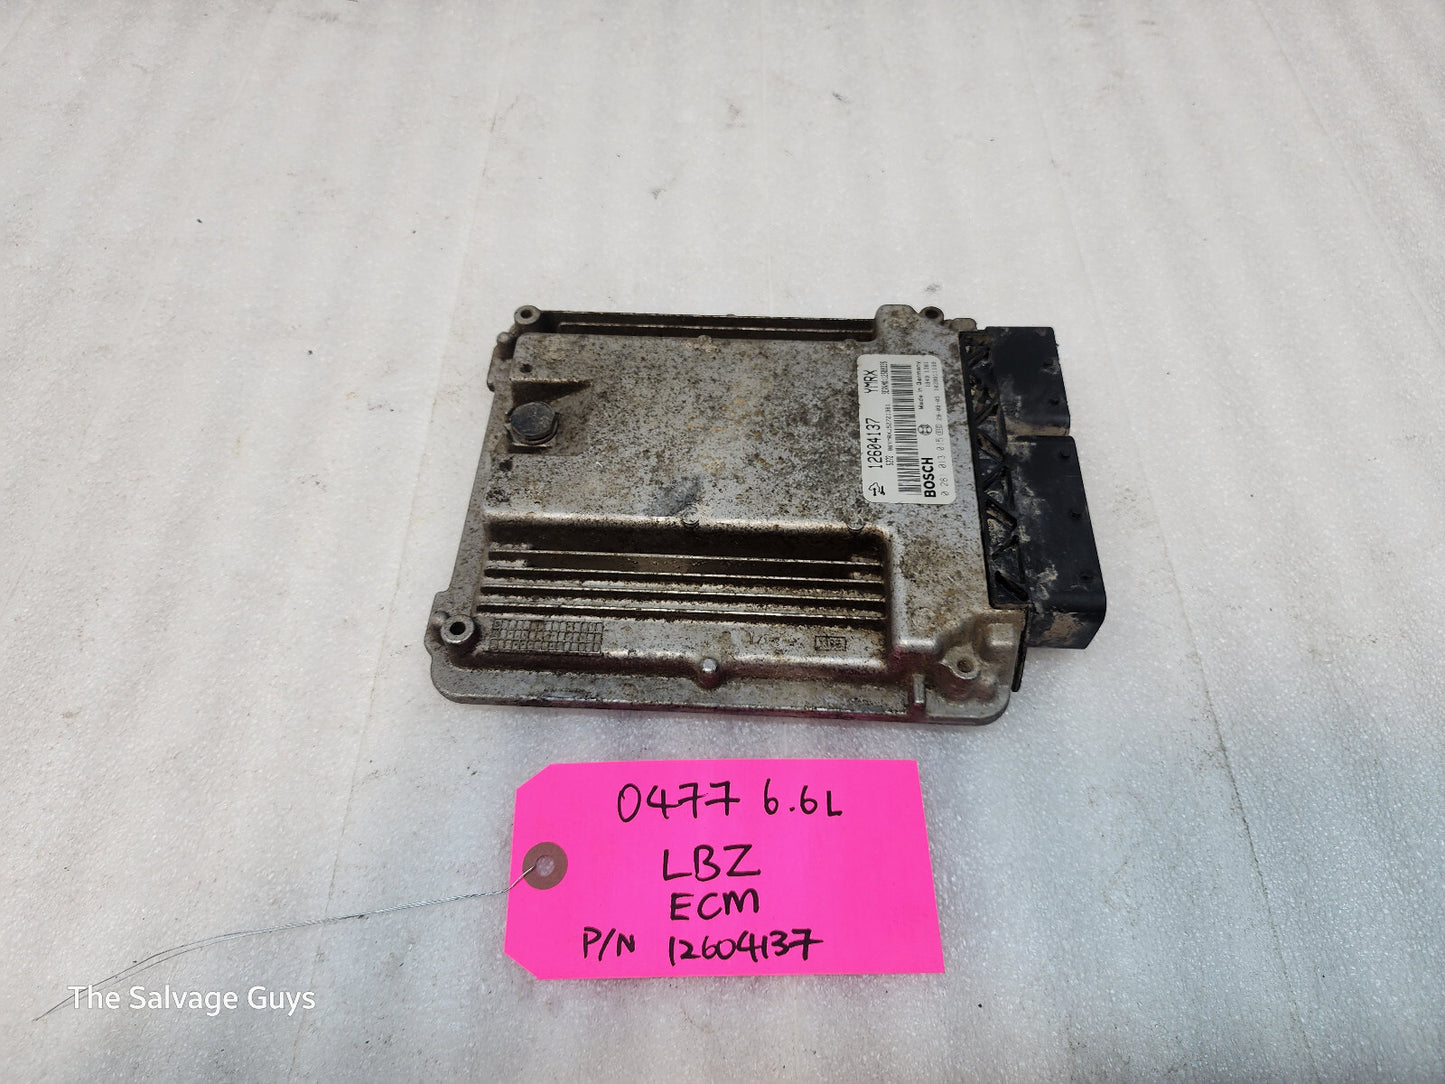 12604137 YMRX
BOSCH
Made in Germany
0477 6.6L
LBZ
ECM
P/N 12604137
The Salvage Guys